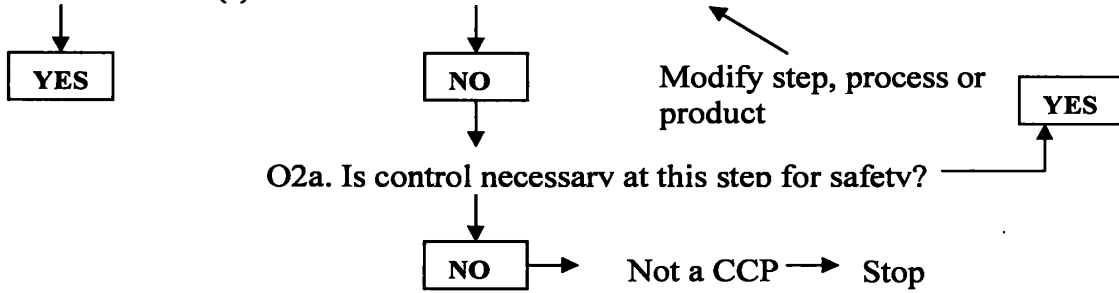 YES
NO
Modify step, process or
product
YES
O2a. Is control necessary at this step for safety?
NO
Not a CCP
Stop